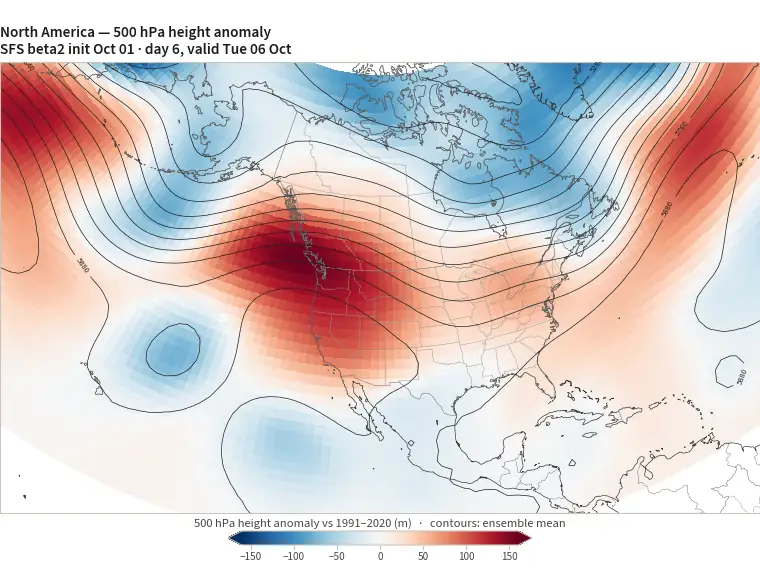 North America — 500 hPa height anomaly
SFS beta2 init Oct 01 · day 6, valid Tue 06 Oct
5760
5880
5880
5880
500 hPa height anomaly vs 1991–2020 (m) · contours: ensemble mean
−150 −100 −50 0 50 100 150